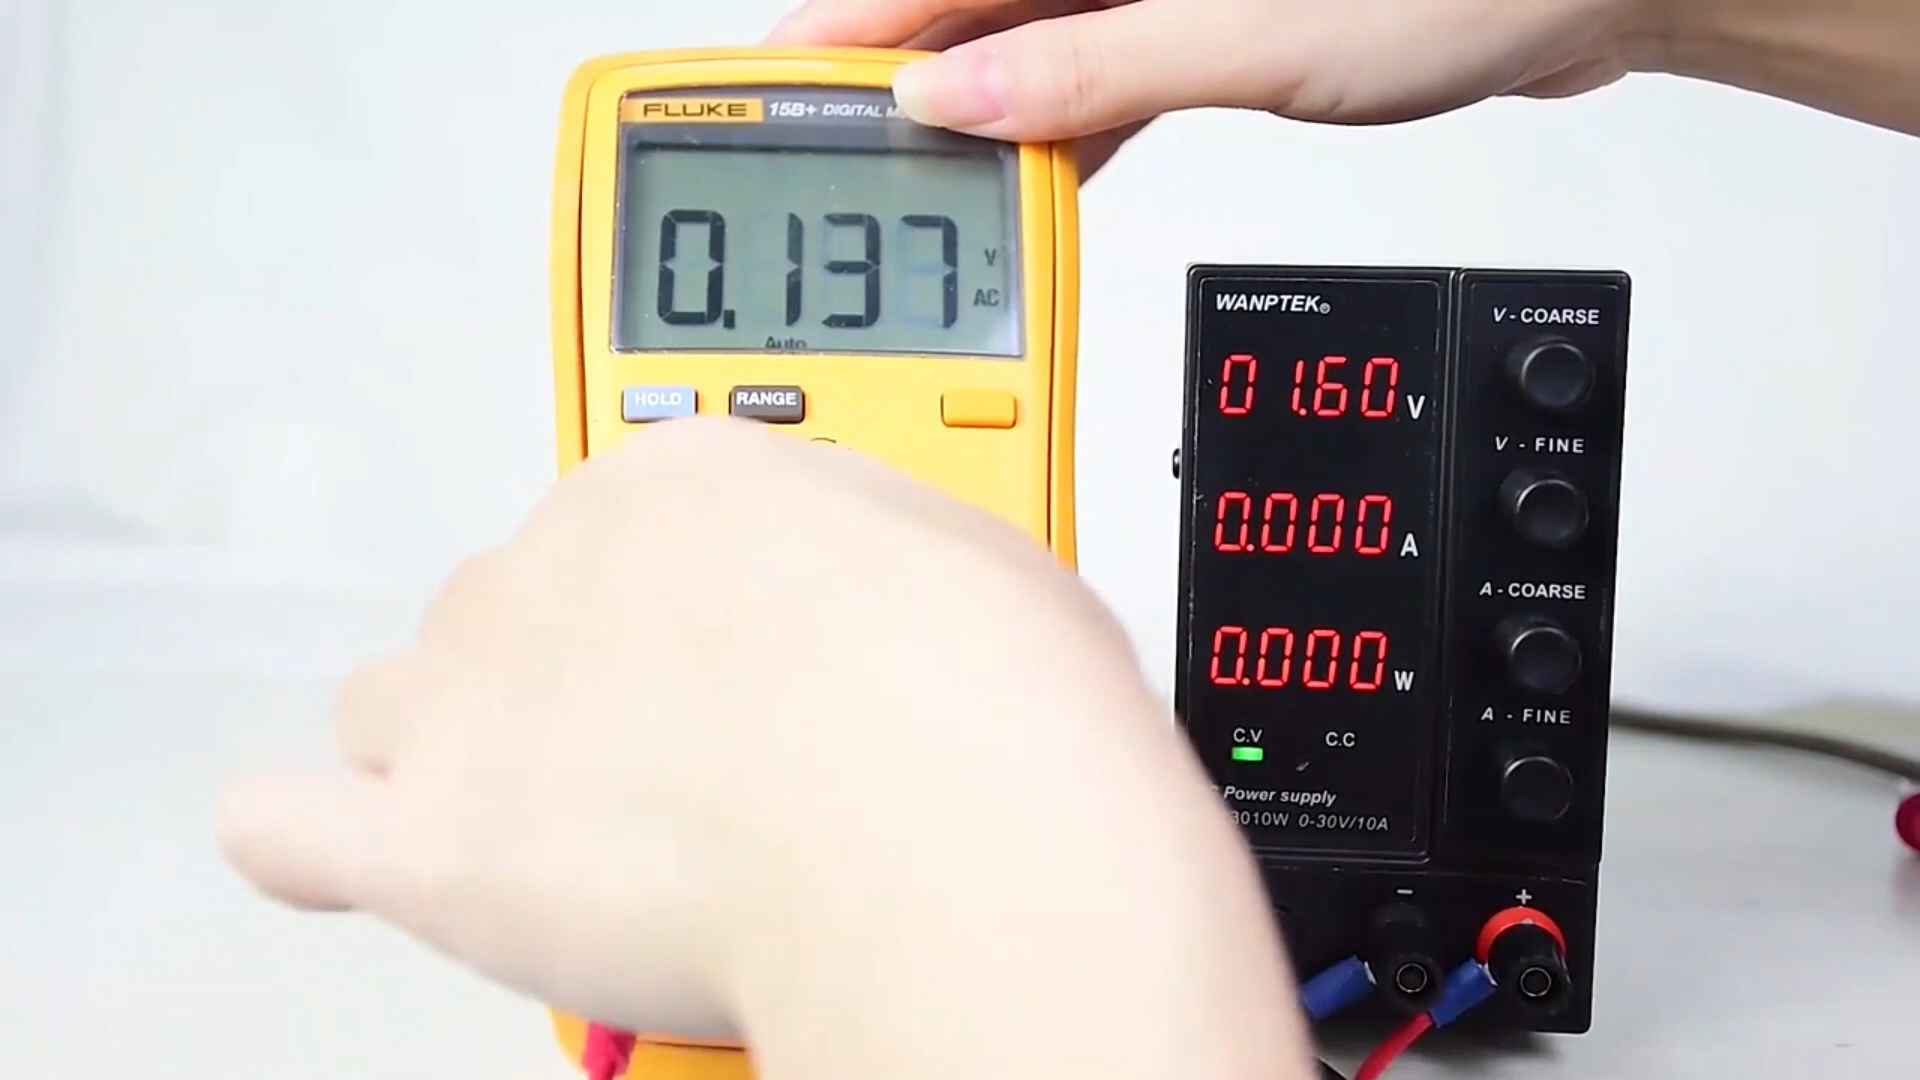 FLUKE 15B+ DIGITAL
0.137 V
AC
Auto
HOLD RANGE
WANPTEK®
01.60 V
0.000 A
0.000 W
C.V C.C
Power supply
3010W 0-30V/10A
V - COARSE
V - FINE
A - COARSE
A - FINE
- +